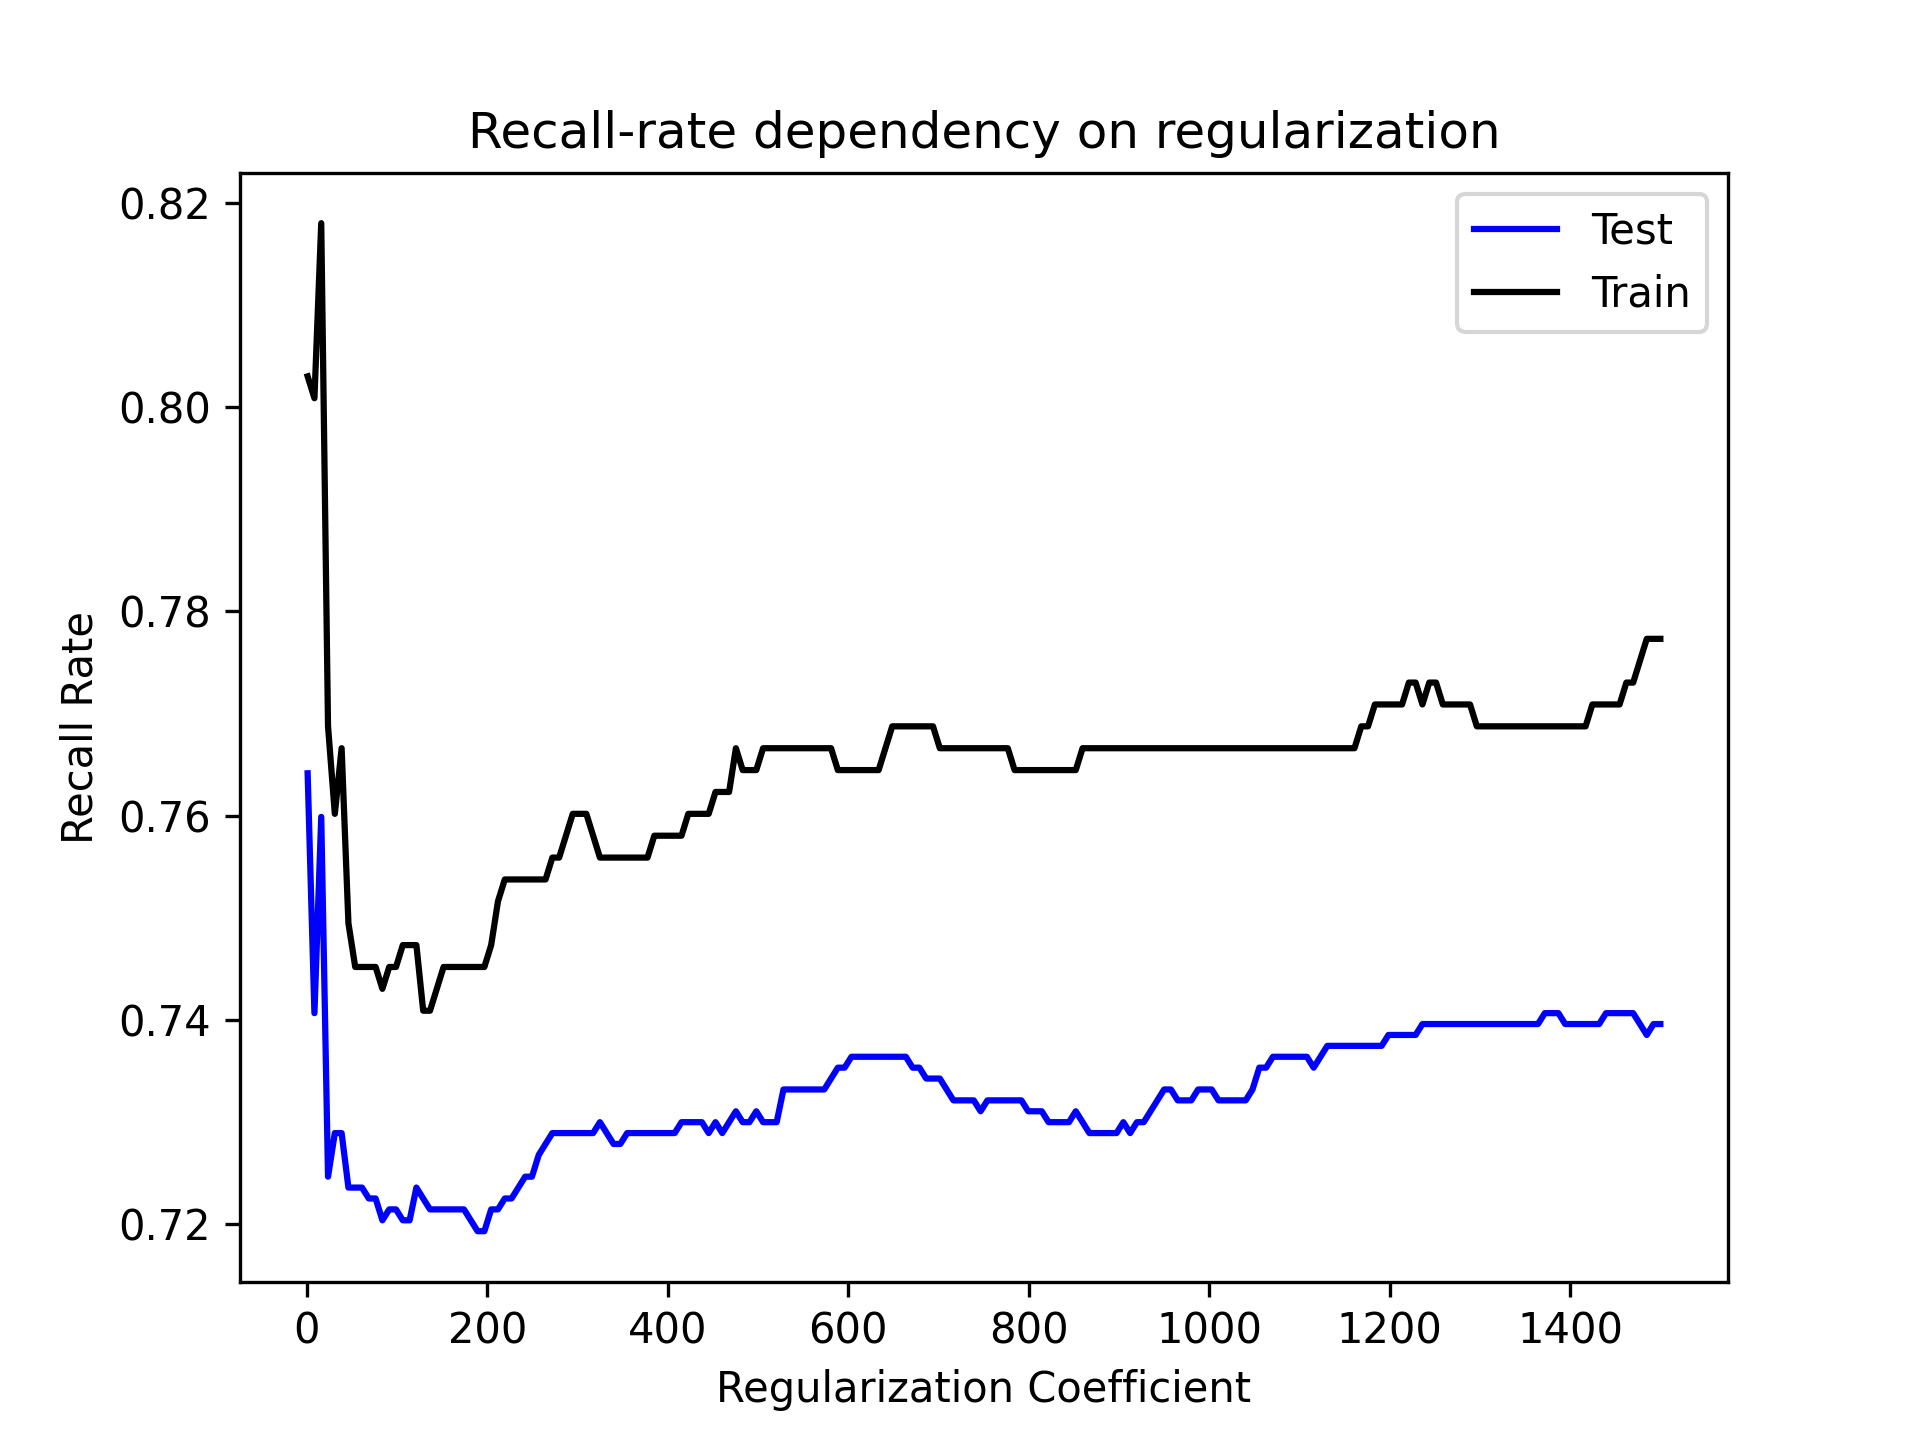 Recall-rate dependency on regularization
0.82
0.80
0.78
0.76
0.74
0.72
Recall Rate
Test
Train
0 200 400 600 800 1000 1200 1400
Regularization Coefficient